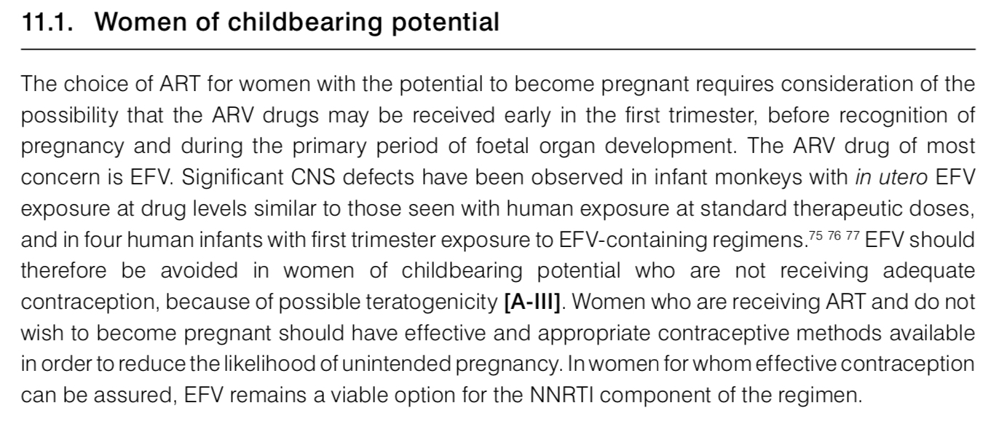 11.1. Women of childbearing potential
The choice of ART for women with the potential to become pregnant requires consideration of the
possibility that the ARV drugs may be received early in the first trimester, before recognition of
pregnancy and during the primary period of foetal organ development. The ARV drug of most
concern is EFV. Significant CNS defects have been observed in infant monkeys with in utero EFV
exposure at drug levels similar to those seen with human exposure at standard therapeutic doses,
and in four human infants with first trimester exposure to EFV-containing regimens.75 76 77 EFV should
therefore be avoided in women of childbearing potential who are not receiving adequate
contraception, because of possible teratogenicity [A-III]. Women who are receiving ART and do not
wish to become pregnant should have effective and appropriate contraceptive methods available
in order to reduce the likelihood of unintended pregnancy. In women for whom effective contraception
can be assured, EFV remains a viable option for the NNRTI component of the regimen.